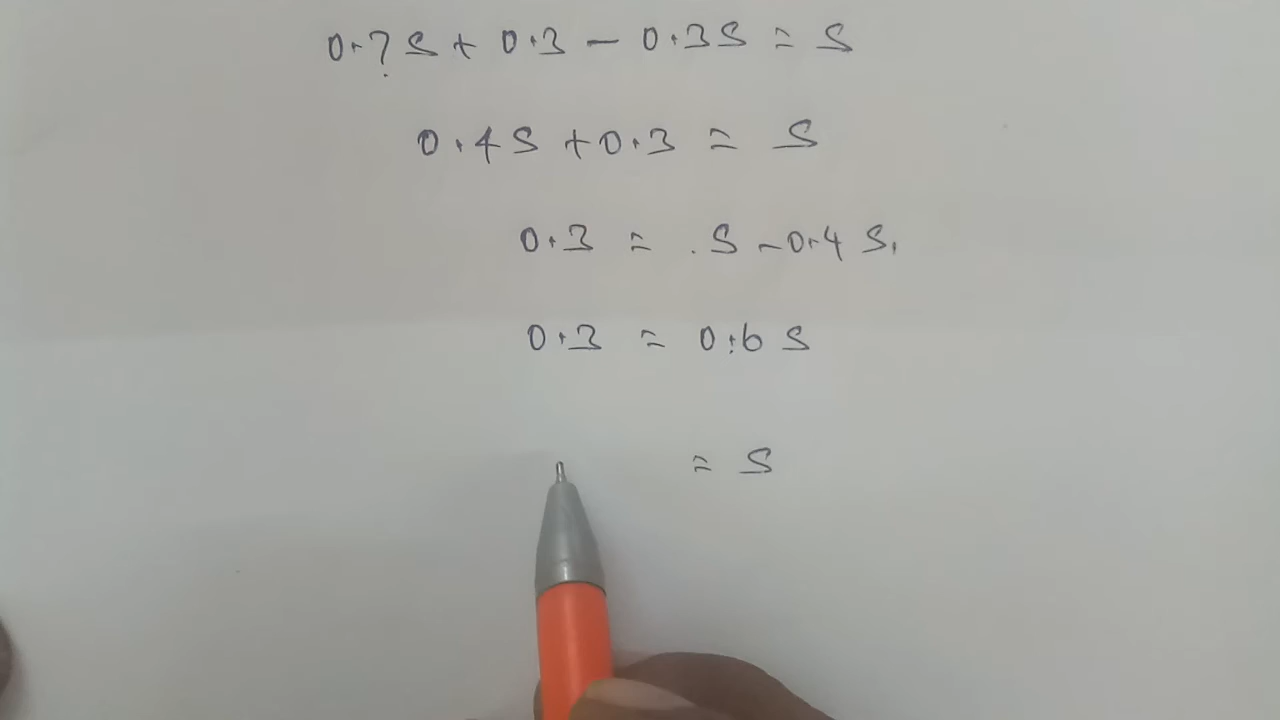 0.7S + 0.3 - 0.3S = S
0.4S + 0.3 = S
0.3 = S - 0.4S
0.3 = 0.6S
= S